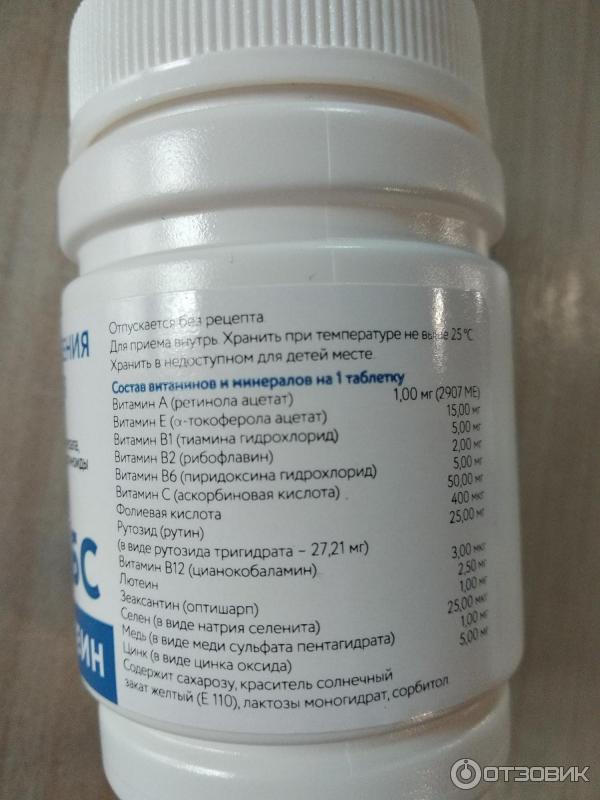 Отпускается без рецепта.
Для приема внутрь. Хранить при температуре не выше 25 °С.
Хранить в недоступном для детей месте.
Состав витаминов и минералов на 1 таблетку
Витамин А (ретинола ацетат) 1,00 мг (2907 МЕ)
Витамин Е (α-токоферола ацетат) 15,00 мг
Витамин В1 (тиамина гидрохлорид) 5,00 мг
Витамин В2 (рибофлавин) 2,00 мг
Витамин В6 (пиридоксина гидрохлорид) 5,00 мг
Витамин С (аскорбиновая кислота) 50,00 мг
Фолиевая кислота 400 мкг
Рутозид (рутин) 25,00 мг
(в виде рутозида тригидрата – 27,21 мг)
Витамин В12 (цианокобаламин) 3,00 мкг
Лютеин 2,50 мг
Зеаксантин (оптишарп) 1,00 мг
Селен (в виде натрия селенита) 25,00 мкг
Медь (в виде меди сульфата пентагидрата) 1,00 мг
Цинк (в виде цинка оксида) 5,00 мг
Содержит сахарозу, краситель солнечный
закат желтый (Е 110), лактозы моногидрат, сорбитол
ЕНИЯ
БС
ЕИН
ОТЗОВИК